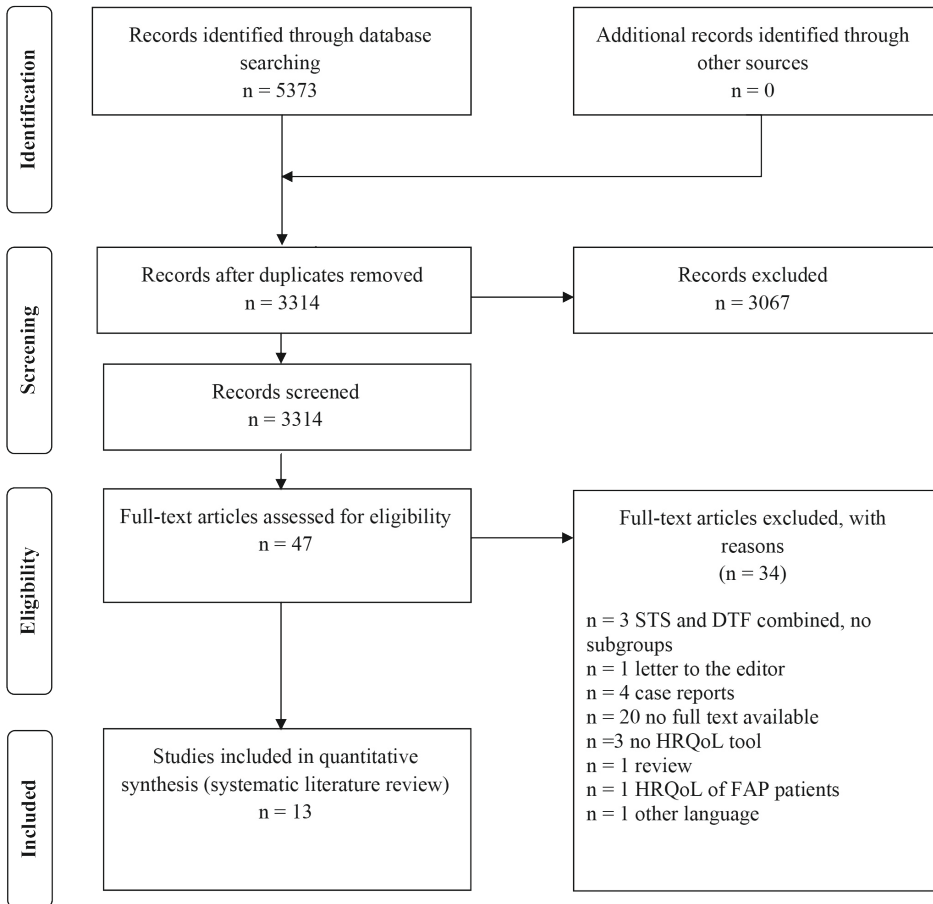 Identification
Records identified through database
searching
n = 5373
Additional records identified through
other sources
n = 0
Screening
Records after duplicates removed
n = 3314
Records excluded
n = 3067
Records screened
n = 3314
Eligibility
Full-text articles assessed for eligibility
n = 47
Full-text articles excluded, with
reasons
(n = 34)
n = 3 STS and DTF combined, no
subgroups
n = 1 letter to the editor
n = 4 case reports
n = 20 no full text available
n =3 no HRQoL tool
n = 1 review
n = 1 HRQoL of FAP patients
n = 1 other language
Included
Studies included in quantitative
synthesis (systematic literature review)
n = 13